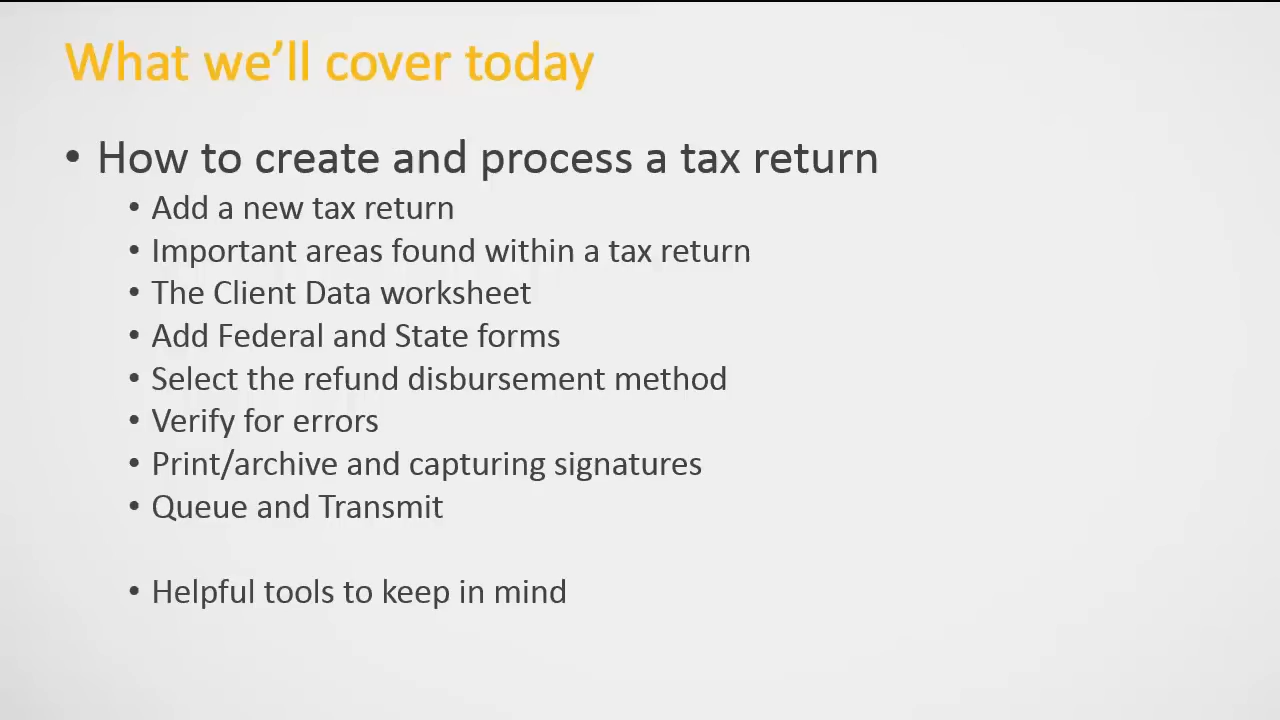 What we’ll cover today
• How to create and process a tax return
• Add a new tax return
• Important areas found within a tax return
• The Client Data worksheet
• Add Federal and State forms
• Select the refund disbursement method
• Verify for errors
• Print/archive and capturing signatures
• Queue and Transmit
• Helpful tools to keep in mind